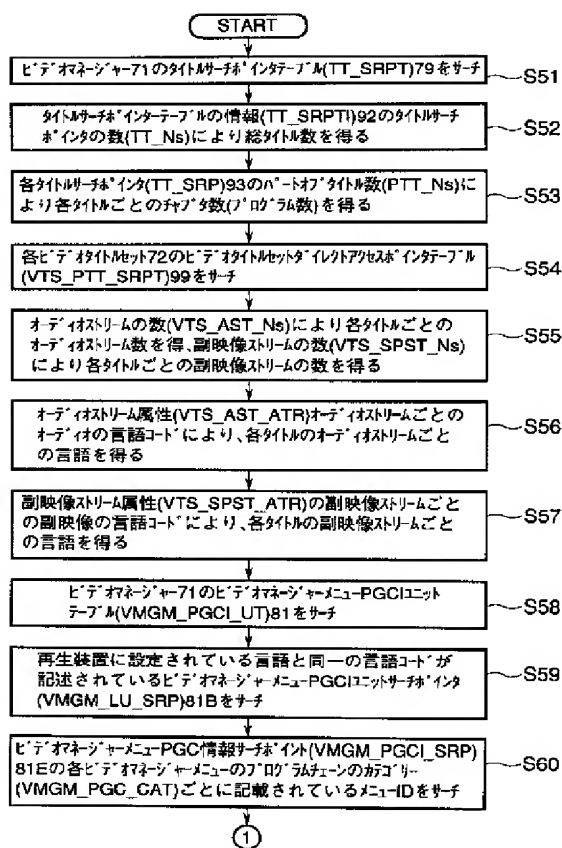 START
ﾋﾞﾃﾞｵﾏﾈｰｼﾞｬｰ71のﾀｲﾄﾙｻｰﾁﾎﾟｲﾝﾀﾃｰﾌﾞﾙ(TT_SRPT)79をｻｰﾁ
S51
ﾀｲﾄﾙｻｰﾁﾎﾟｲﾝﾀｰﾃｰﾌﾞﾙの情報(TT_SRPTI)92のﾀｲﾄﾙｻｰﾁ
ﾎﾟｲﾝﾀの数(TT_Ns)により総ﾀｲﾄﾙ数を得る
S52
各ﾀｲﾄﾙｻｰﾁﾎﾟｲﾝﾀ(TT_SRP)93のﾊﾟｰﾄｵﾌﾞﾀｲﾄﾙ数(PTT_Ns)に
より各ﾀｲﾄﾙごとのﾁｬﾌﾟﾀ数(ﾌﾟﾛｸﾞﾗﾑ数)を得る
S53
各ﾋﾞﾃﾞｵﾀｲﾄﾙｾｯﾄ72のﾋﾞﾃﾞｵﾀｲﾄﾙｾｯﾄﾀﾞｲﾚｸﾄｱｸｾｽﾎﾟｲﾝﾀﾃｰﾌﾞﾙ
(VTS_PTT_SRPT)99をｻｰﾁ
S54
ｵｰﾃﾞｨｵｽﾄﾘｰﾑの数(VTS_AST_Ns)により各ﾀｲﾄﾙごとの
ｵｰﾃﾞｨｵｽﾄﾘｰﾑ数を得､副映像ｽﾄﾘｰﾑの数(VTS_SPST_Ns)
により各ﾀｲﾄﾙごとの副映像ｽﾄﾘｰﾑの数を得る
S55
ｵｰﾃﾞｨｵｽﾄﾘｰﾑ属性(VTS_AST_ATR)ｵｰﾃﾞｨｵｽﾄﾘｰﾑごとの
ｵｰﾃﾞｨｵの言語ｺｰﾄﾞにより､各ﾀｲﾄﾙのｵｰﾃﾞｨｵｽﾄﾘｰﾑごと
の言語を得る
S56
副映像ｽﾄﾘｰﾑ属性(VTS_SPST_ATR)の副映像ｽﾄﾘｰﾑごと
の副映像の言語ｺｰﾄﾞにより､各ﾀｲﾄﾙの副映像ｽﾄﾘｰﾑごと
の言語を得る
S57
ﾋﾞﾃﾞｵﾏﾈｰｼﾞｬｰ71のﾋﾞﾃﾞｵﾏﾈｰｼﾞｬｰﾒﾆｭｰPGCIﾕﾆｯﾄ
ﾃｰﾌﾞﾙ(VMGM_PGCI_UT)81をｻｰﾁ
S58
再生装置に設定されている言語と同一の言語ｺｰﾄﾞが
記述されているﾋﾞﾃﾞｵﾏﾈｰｼﾞｬｰﾒﾆｭｰPGCIﾕﾆｯﾄｻｰﾁﾎﾟｲﾝﾀ
(VMGM_LU_SRP)81Bをｻｰﾁ
S59
ﾋﾞﾃﾞｵﾏﾈｰｼﾞｬｰﾒﾆｭｰPGC情報ｻｰﾁﾎﾟｲﾝﾄ(VMGM_PGCI_SRP)
81Eの各ﾋﾞﾃﾞｵﾏﾈｰｼﾞｬｰﾒﾆｭｰのﾌﾟﾛｸﾞﾗﾑﾁｪｰﾝのｶﾃｺﾞﾘｰ
(VMGM_PGC_CAT)ごとに記載されているﾒﾆｭｰIDをｻｰﾁ
S60
1